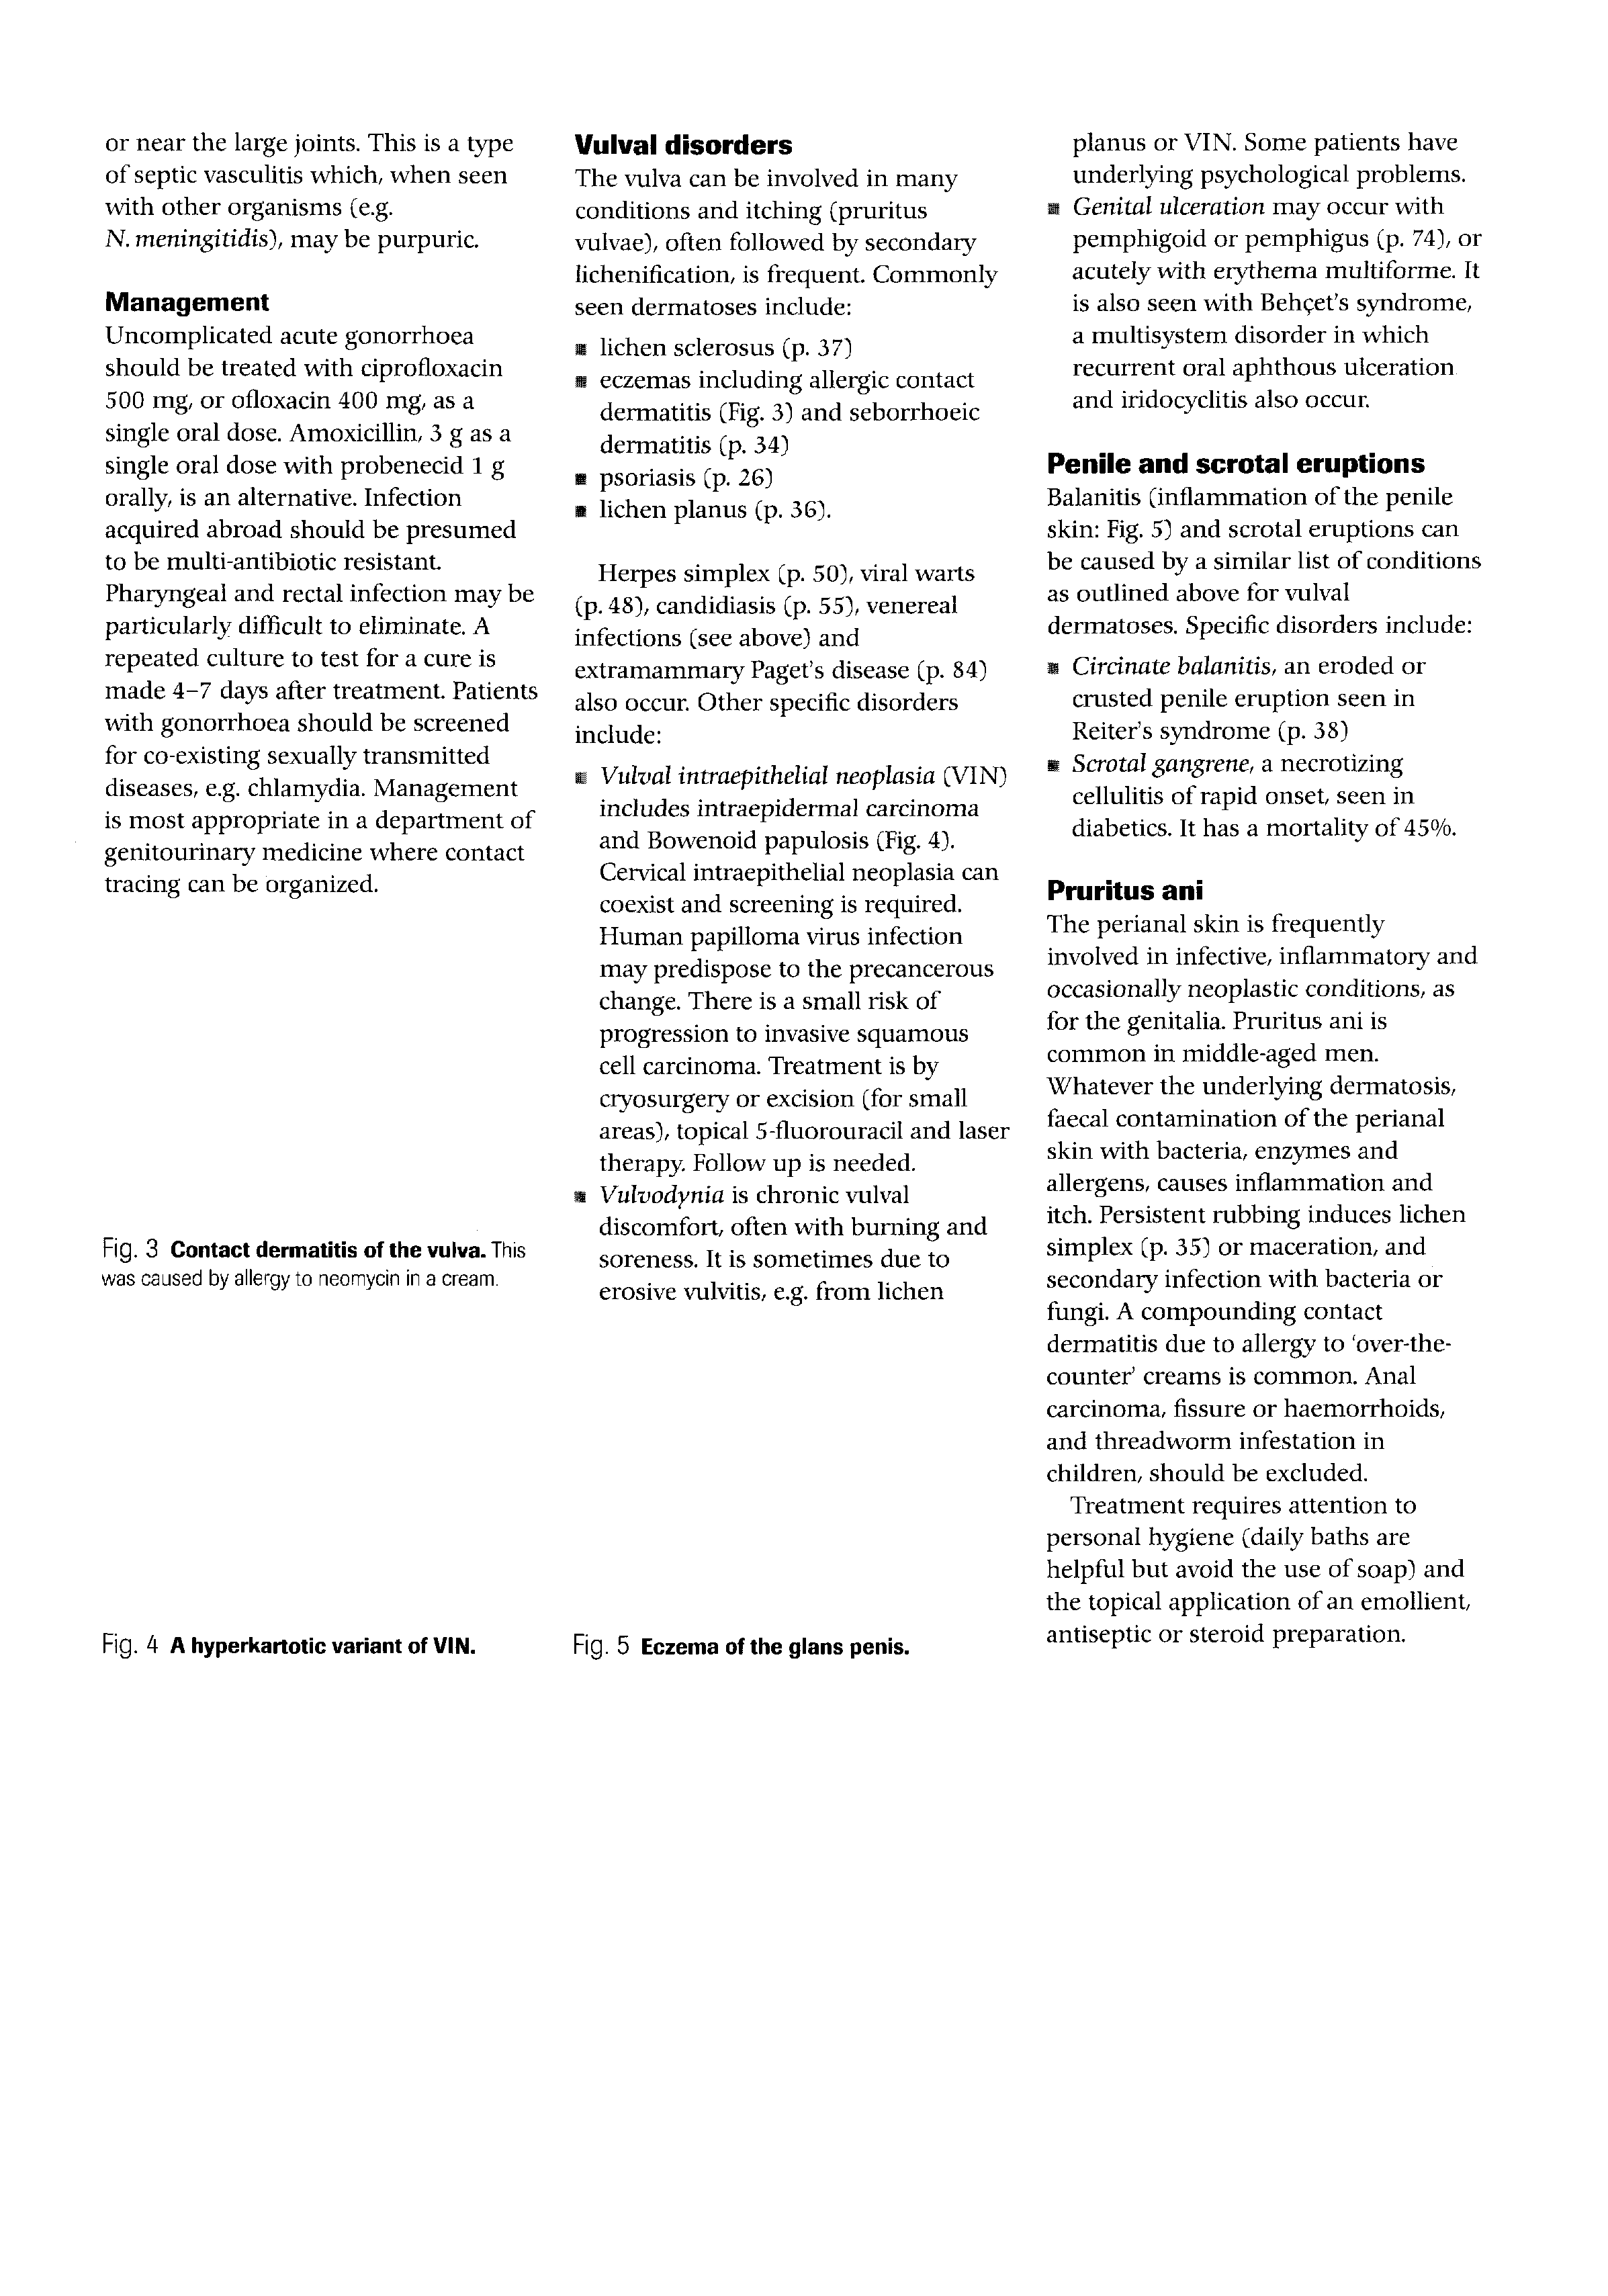 or near the large joints. This is a type
of septic vasculitis which, when seen
with other organisms (e.g.
N. meningitidis), may be purpuric.
Management
Uncomplicated acute gonorrhoea
should be treated with ciprofloxacin
500 mg, or ofloxacin 400 mg, as a
single oral dose. Amoxicillin, 3 g as a
single oral dose with probenecid 1 g
orally, is an alternative. Infection
acquired abroad should be presumed
to be multi-antibiotic resistant.
Pharyngeal and rectal infection may be
particularly difficult to eliminate. A
repeated culture to test for a cure is
made 4–7 days after treatment. Patients
with gonorrhoea should be screened
for co-existing sexually transmitted
diseases, e.g. chlamydia. Management
is most appropriate in a department of
genitourinary medicine where contact
tracing can be organized.
Fig. 3 Contact dermatitis of the vulva. This
was caused by allergy to neomycin in a cream.
Fig. 4 A hyperkartotic variant of VIN.
Vulval disorders
The vulva can be involved in many
conditions and itching (pruritus
vulvae), often followed by secondary
lichenification, is frequent. Commonly
seen dermatoses include:
■ lichen sclerosus (p. 37)
■ eczemas including allergic contact
dermatitis (Fig. 3) and seborrhoeic
dermatitis (p. 34)
■ psoriasis (p. 26)
■ lichen planus (p. 36).
Herpes simplex (p. 50), viral warts
(p. 48), candidiasis (p. 55), venereal
infections (see above) and
extramammary Paget's disease (p. 84)
also occur. Other specific disorders
include:
■ Vulval intraepithelial neoplasia (VIN)
includes intraepidermal carcinoma
and Bowenoid papulosis (Fig. 4).
Cervical intraepithelial neoplasia can
coexist and screening is required.
Human papilloma virus infection
may predispose to the precancerous
change. There is a small risk of
progression to invasive squamous
cell carcinoma. Treatment is by
cryosurgery or excision (for small
areas), topical 5-fluorouracil and laser
therapy. Follow up is needed.
■ Vulvodynia is chronic vulval
discomfort, often with burning and
soreness. It is sometimes due to
erosive vulvitis, e.g. from lichen
Fig. 5 Eczema of the glans penis.
planus or VIN. Some patients have
underlying psychological problems.
■ Genital ulceration may occur with
pemphigoid or pemphigus (p. 74), or
acutely with erythema multiforme. It
is also seen with Behçet's syndrome,
a multisystem disorder in which
recurrent oral aphthous ulceration
and iridocyclitis also occur.
Penile and scrotal eruptions
Balanitis (inflammation of the penile
skin: Fig. 5) and scrotal eruptions can
be caused by a similar list of conditions
as outlined above for vulval
dermatoses. Specific disorders include:
■ Circinate balanitis, an eroded or
crusted penile eruption seen in
Reiter's syndrome (p. 38)
■ Scrotal gangrene, a necrotizing
cellulitis of rapid onset, seen in
diabetics. It has a mortality of 45%.
Pruritus ani
The perianal skin is frequently
involved in infective, inflammatory and
occasionally neoplastic conditions, as
for the genitalia. Pruritus ani is
common in middle-aged men.
Whatever the underlying dermatosis,
faecal contamination of the perianal
skin with bacteria, enzymes and
allergens, causes inflammation and
itch. Persistent rubbing induces lichen
simplex (p. 35) or maceration, and
secondary infection with bacteria or
fungi. A compounding contact
dermatitis due to allergy to 'over-the-
counter' creams is common. Anal
carcinoma, fissure or haemorrhoids,
and threadworm infestation in
children, should be excluded.
Treatment requires attention to
personal hygiene (daily baths are
helpful but avoid the use of soap) and
the topical application of an emollient,
antiseptic or steroid preparation.